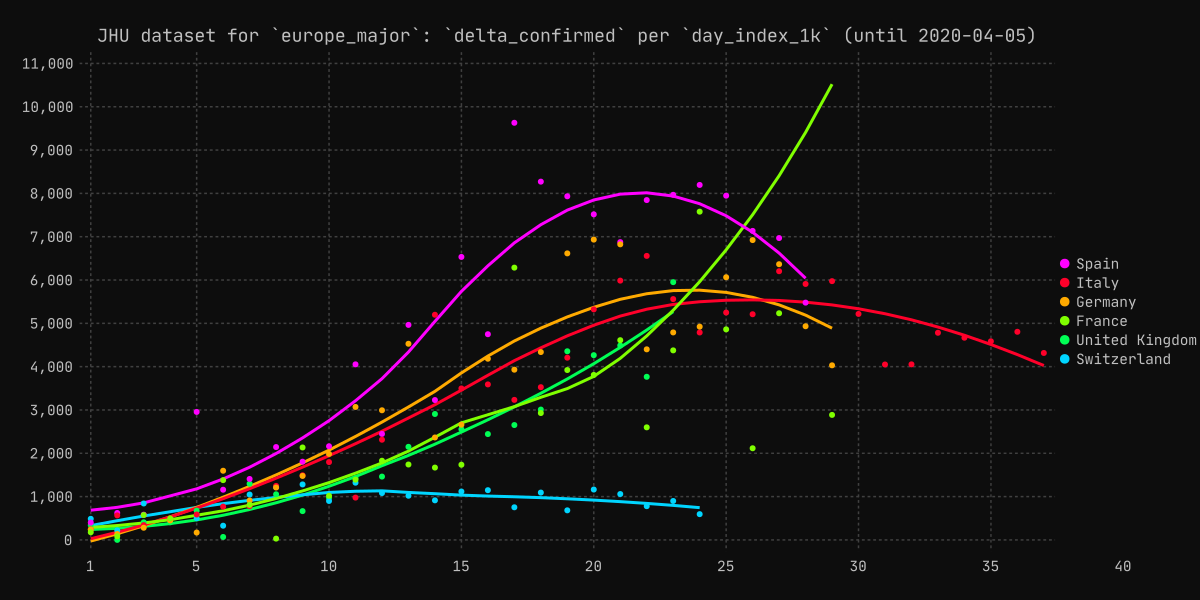 JHU dataset for `europe_major`: `delta_confirmed` per `day_index_1k` (until 2020-04-05)
11,000
10,000
9,000
8,000
7,000
6,000
5,000
4,000
3,000
2,000
1,000
0
1 5 10 15 20 25 30 35 40
Spain
Italy
Germany
France
United Kingdom
Switzerland